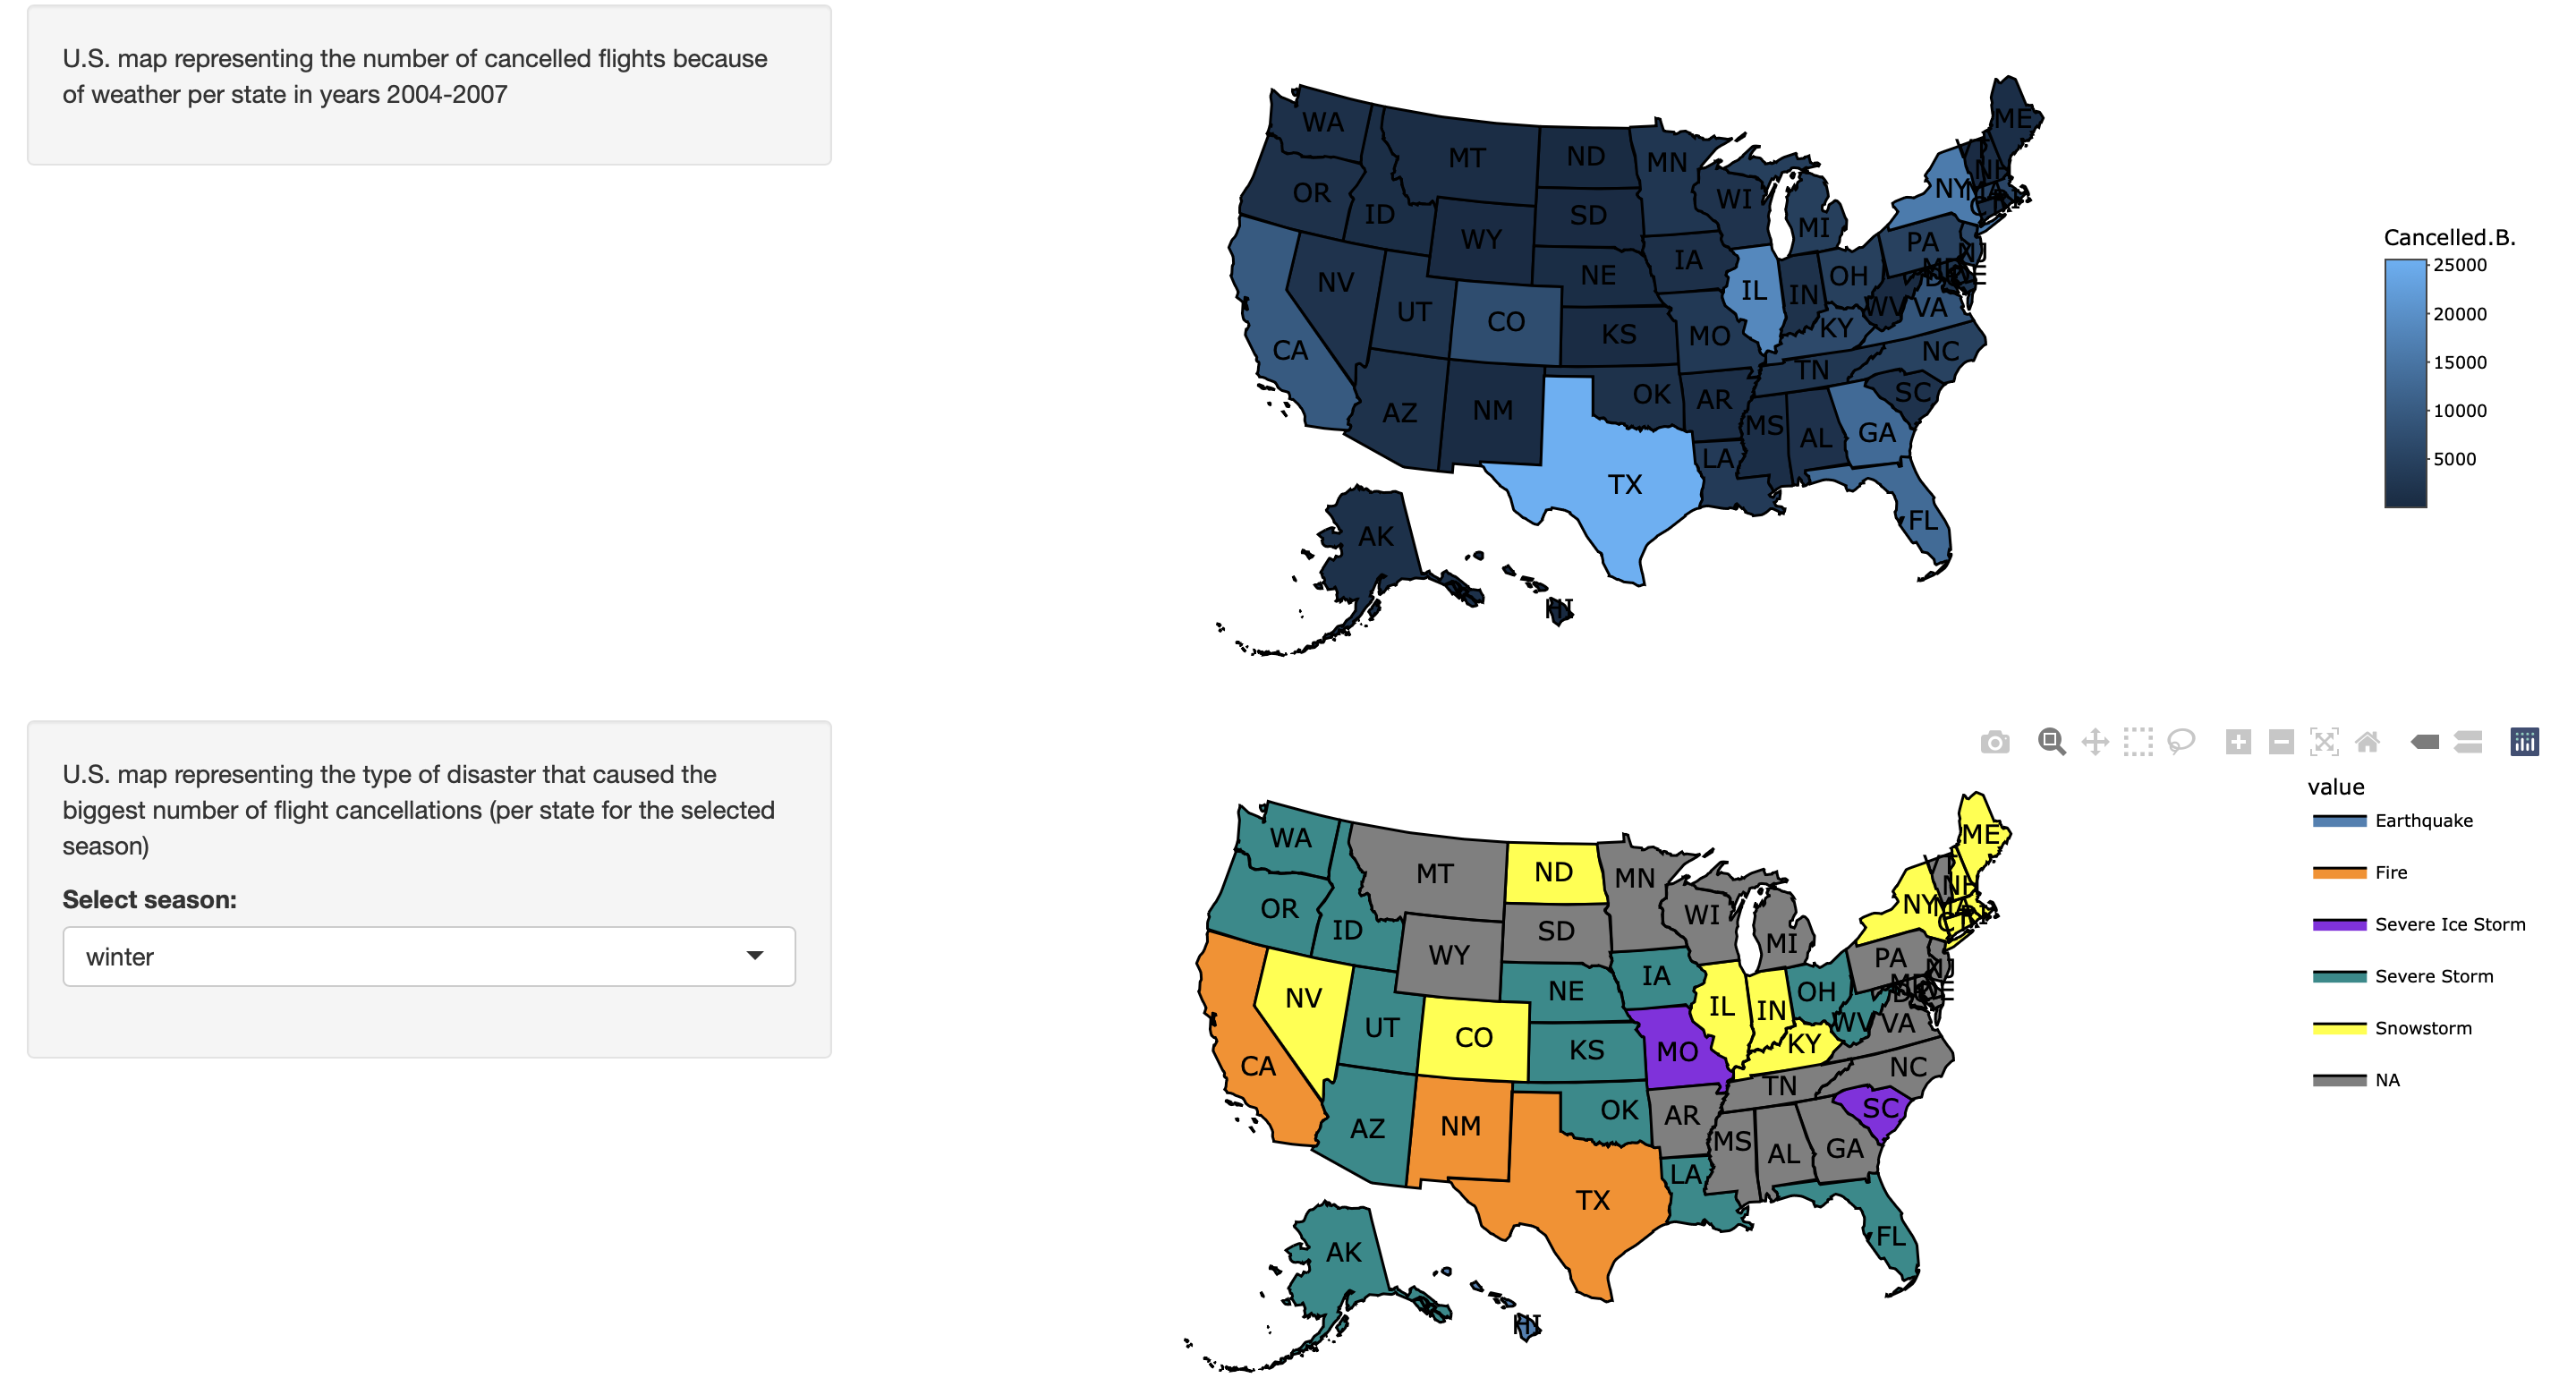 U.S. map representing the number of cancelled flights because
of weather per state in years 2004-2007
WA
MT
ND
MN
ME
OR
ID
WY
SD
WI
MI
NY
NH
NV
UT
CO
NE
IA
IL
IN
OH
PA
NJ
CA
KS
MO
KY
WV
VA
AZ
NM
OK
AR
TN
NC
SC
MS
AL
GA
LA
TX
FL
AK
HI
Cancelled.B.
25000
20000
15000
10000
5000
U.S. map representing the type of disaster that caused the
biggest number of flight cancellations (per state for the selected
season)
Select season:
winter
WA
MT
ND
MN
ME
OR
ID
WY
SD
WI
MI
NY
NH
NV
UT
CO
NE
IA
IL
IN
OH
PA
NJ
CA
KS
MO
KY
WV
VA
AZ
NM
OK
AR
TN
NC
SC
MS
AL
GA
LA
TX
FL
AK
HI
value
Earthquake
Fire
Severe Ice Storm
Severe Storm
Snowstorm
NA